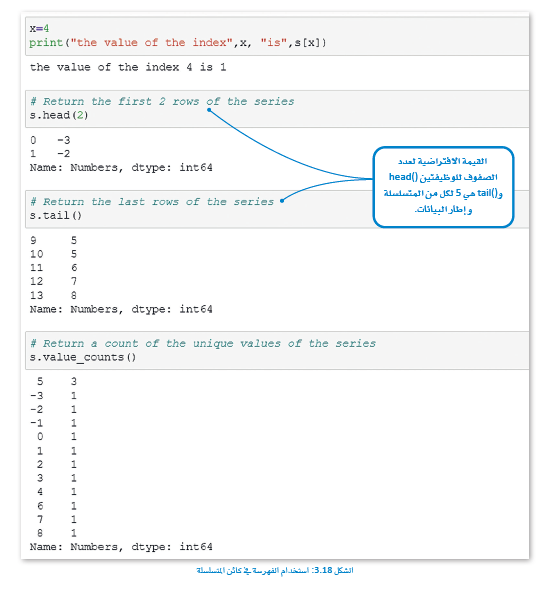 x=4
print("the value of the index",x, "is",s[x])
the value of the index 4 is 1
# Return the first 2 rows of the series
s.head(2)
0 -3
1 -2
Name: Numbers, dtype: int64
القيمة الافتراضية لعدد
الصفوف للوظيفتين head()
وtail() هي 5 لكل من المتسلسلة
وإطار البيانات.
# Return the last rows of the series
s.tail()
9 5
10 5
11 6
12 7
13 8
Name: Numbers, dtype: int64
# Return a count of the unique values of the series
s.value_counts()
5 3
-3 1
-2 1
-1 1
0 1
1 1
2 1
3 1
4 1
6 1
7 1
8 1
Name: Numbers, dtype: int64
الشكل 3.18: استخدام الفهرسة في كائن المتسلسلة